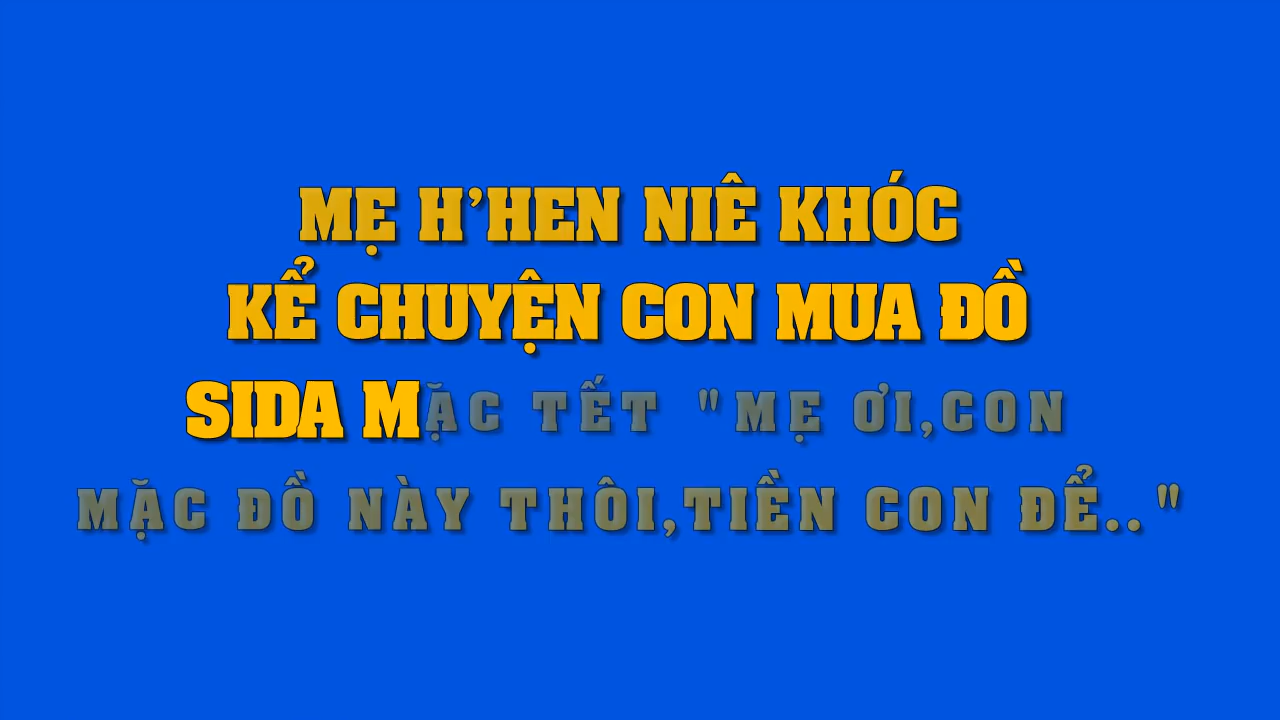 MẸ H’HEN NIÊ KHÓC
KỂ CHUYỆN CON MUA ĐỒ
SIDA MẶC TẾT "MẸ ƠI,CON
MẶC ĐỒ NÀY THÔI,TIỀN CON ĐỂ.."